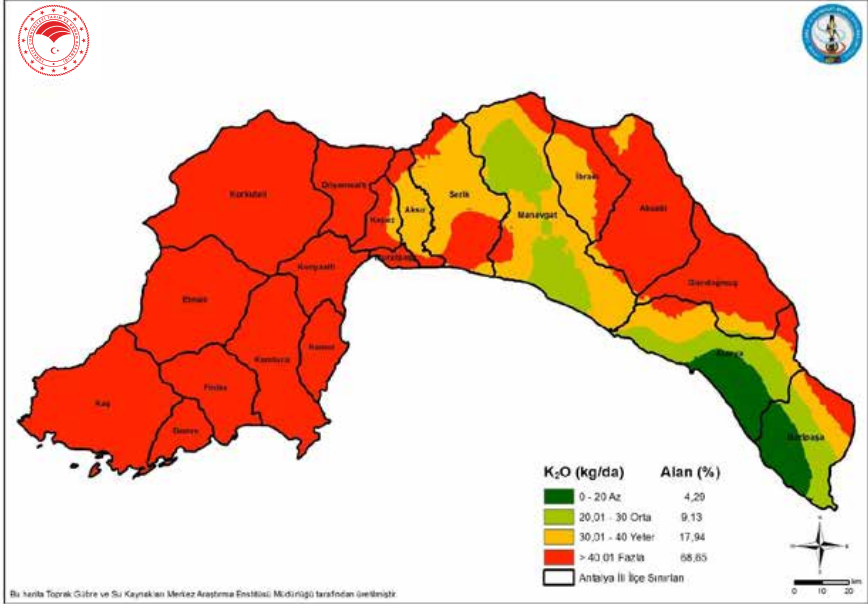 Korkuteli
Döşemealtı
Kepez
Aksu
Serik
Manavgat
İbradı
Akseki
Gündoğmuş
Muratpaşa
Konyaaltı
Elmalı
Kemer
Kumluca
Finike
Kaş
Demre
Alanya
Gazipaşa
K₂O (kg/da) Alan (%)
0 - 20 Az 4,29
20,01 - 30 Orta 9,13
30,01 - 40 Yeter 17,94
> 40,01 Fazla 68,65
Antalya İli İlçe Sınırları
0 10 20 km
Bu harita Toprak Gübre ve Su Kaynakları Merkez Araştırma Enstitüsü Müdürlüğü tarafından üretilmiştir.